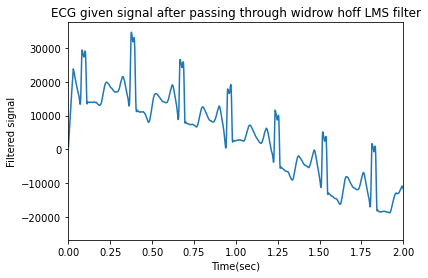 ECG given signal after passing through widrow hoff LMS filter
30000
20000
10000
0
−10000
−20000
Filtered signal
0.00 0.25 0.50 0.75 1.00 1.25 1.50 1.75 2.00
Time(sec)